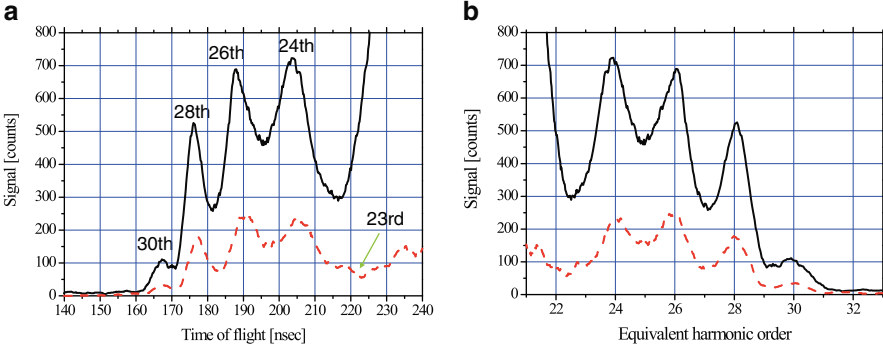 a
800
700
600
500
400
300
200
100
0
Signal [counts]
30th
28th
26th
24th
23rd
140 150 160 170 180 190 200 210 220 230 240
Time of flight [nsec]
b
800
700
600
500
400
300
200
100
0
Signal [counts]
22 24 26 28 30 32
Equivalent harmonic order